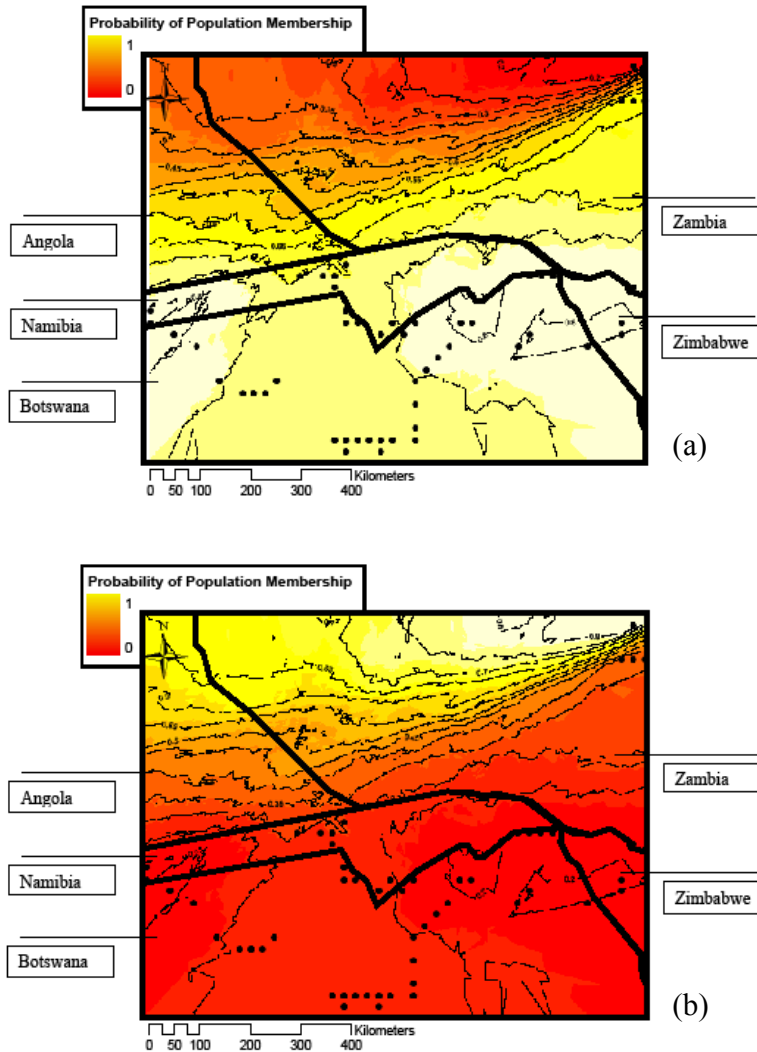 Probability of Population Membership
1
0
N
Angola
Namibia
Botswana
Zambia
Zimbabwe
(a)
Kilometers
0 50 100 200 300 400
Probability of Population Membership
1
0
N
Angola
Namibia
Botswana
Zambia
Zimbabwe
(b)
Kilometers
0 50 100 200 300 400